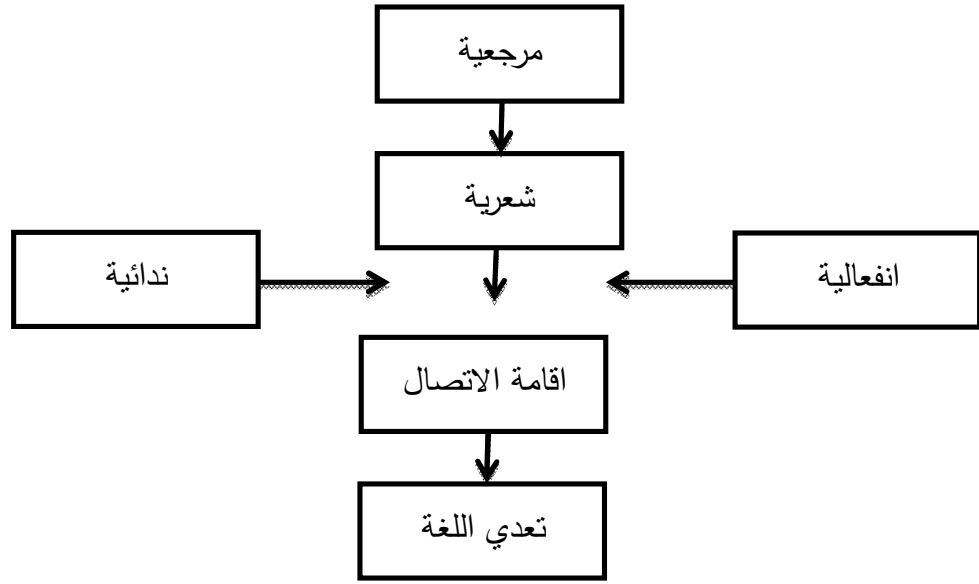 مرجعية
شعرية
انفعالية
ندائية
اقامة الاتصال
تعدي اللغة